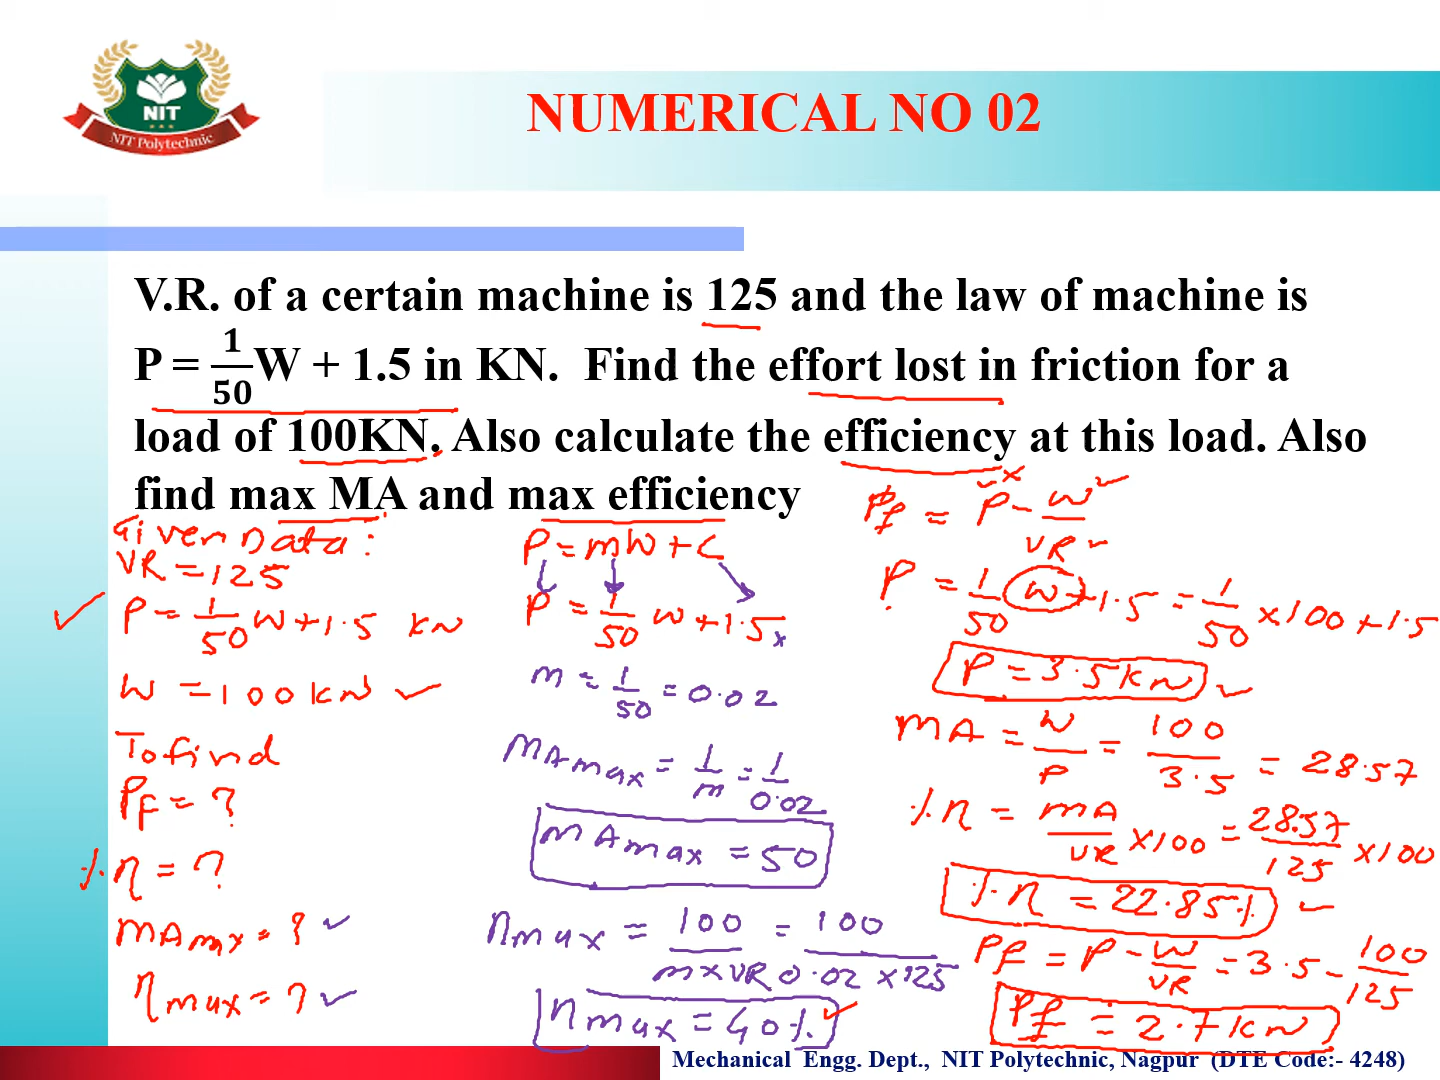 NIT
NIT Polytechnic
NUMERICAL NO 02
V.R. of a certain machine is 125 and the law of machine is
P = 1/50 W + 1.5 in KN. Find the effort lost in friction for a
load of 100KN. Also calculate the efficiency at this load. Also
find max MA and max efficiency
Given Data:
VR = 125
P = 1/50 W + 1.5 kN
W = 100 kN ✓
To find
PF = ?
% η = ?
MAmax = ? ✓
ηmax = ? ✓
P = mW + C
P = 1/50 W + 1.5
m = 1/50 = 0.02
MAmax = 1/m = 1/0.02
MAmax = 50
ηmax = 100/(m×VR) = 100/(0.02 × 125)
ηmax = 40%
Pf = P - W/VR
P = 1/50 W + 1.5 = 1/50 × 100 + 1.5
P = 3.5 kN
MA = W/P = 100/3.5 = 28.57
% η = MA/VR × 100 = 28.57/125 × 100
% η = 22.85 %
Pf = P - W/VR = 3.5 - 100/125
Pf = 2.7 kN
Mechanical Engg. Dept., NIT Polytechnic, Nagpur (DTE Code:- 4248)